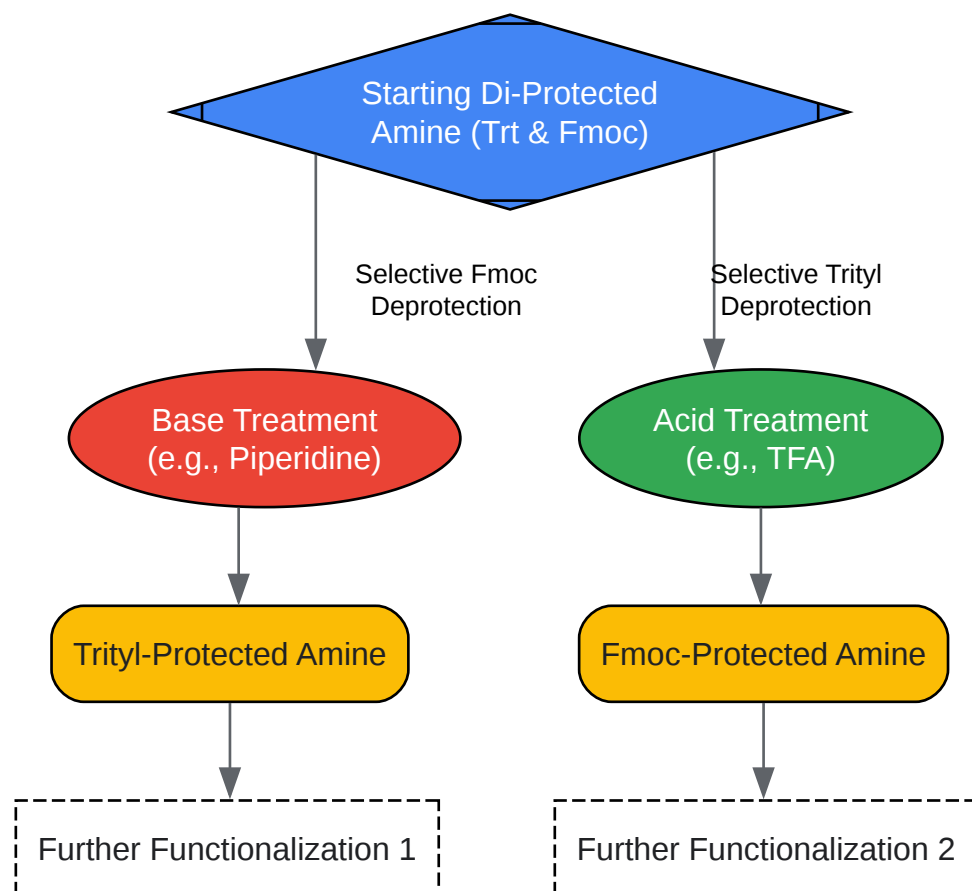 Starting Di-Protected
Amine (Trt & Fmoc)
Selective Fmoc
Deprotection
Selective Trityl
Deprotection
Base Treatment
(e.g., Piperidine)
Acid Treatment
(e.g., TFA)
Trityl-Protected Amine
Fmoc-Protected Amine
Further Functionalization 1
Further Functionalization 2